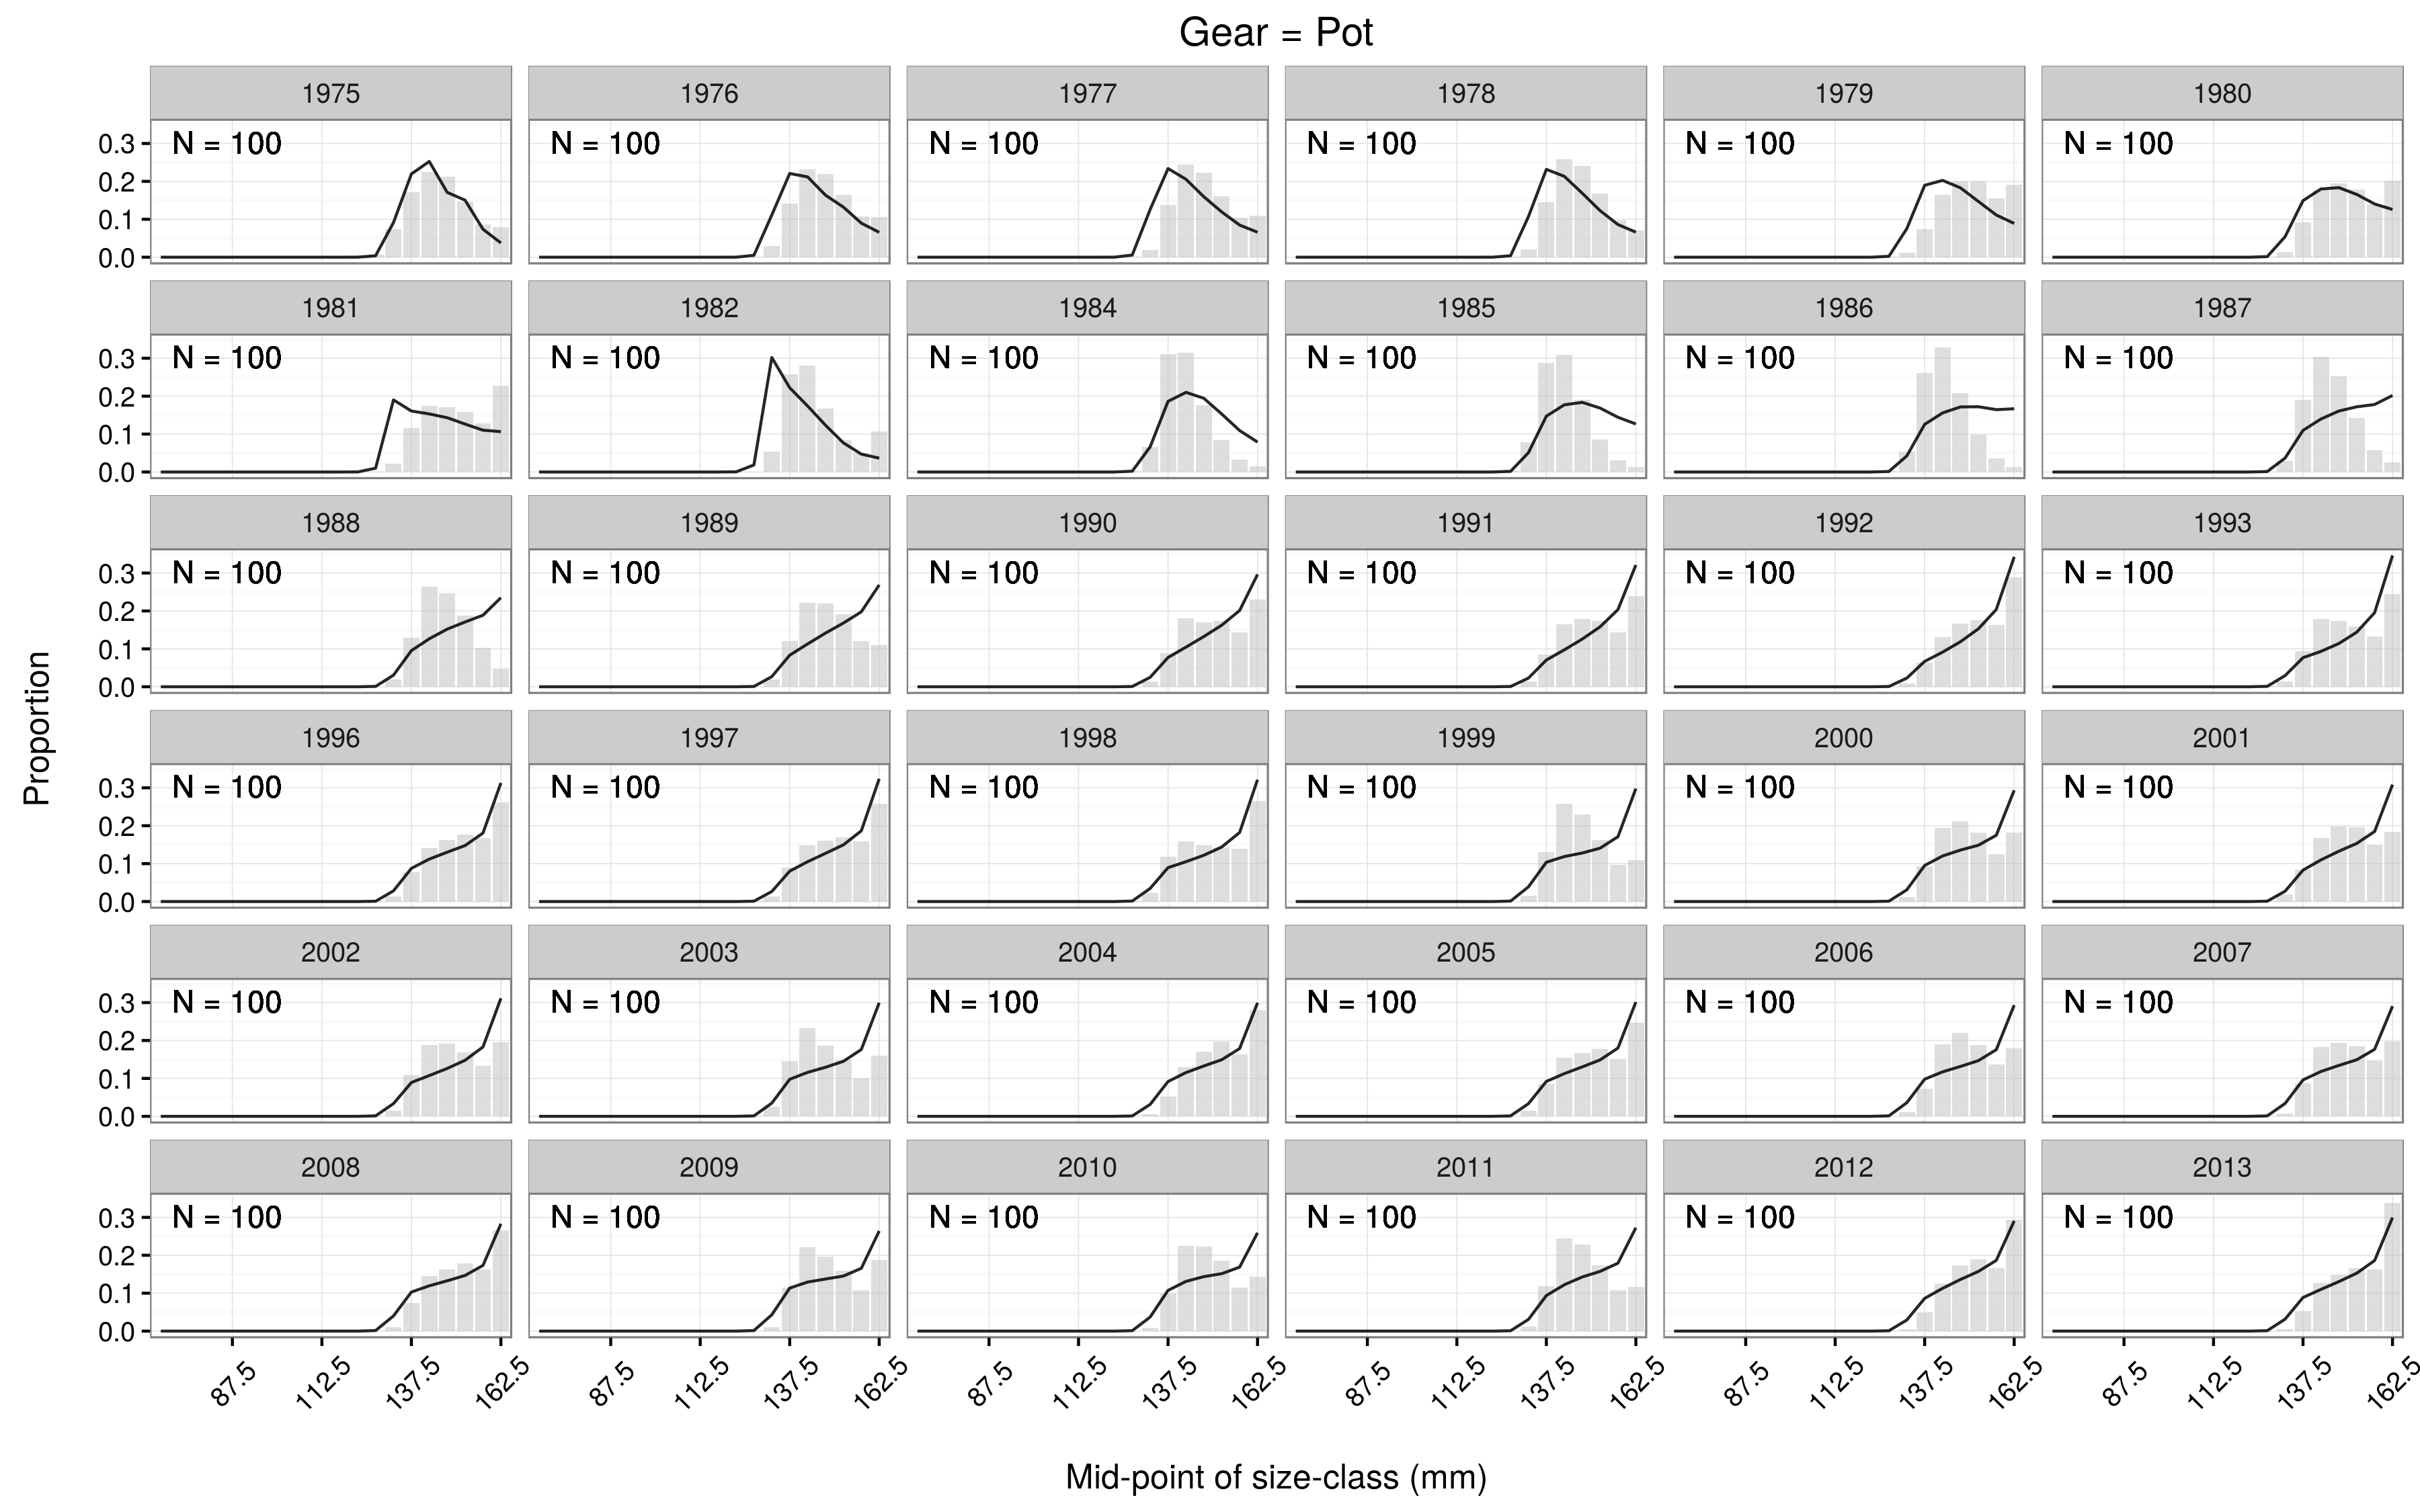 Gear = Pot
1975 1976 1977 1978 1979 1980
N = 100 N = 100 N = 100 N = 100 N = 100 N = 100
0.3
0.2
0.1
0.0
1981 1982 1984 1985 1986 1987
N = 100 N = 100 N = 100 N = 100 N = 100 N = 100
0.3
0.2
0.1
0.0
1988 1989 1990 1991 1992 1993
N = 100 N = 100 N = 100 N = 100 N = 100 N = 100
0.3
0.2
0.1
0.0
1996 1997 1998 1999 2000 2001
N = 100 N = 100 N = 100 N = 100 N = 100 N = 100
0.3
0.2
0.1
0.0
2002 2003 2004 2005 2006 2007
N = 100 N = 100 N = 100 N = 100 N = 100 N = 100
0.3
0.2
0.1
0.0
2008 2009 2010 2011 2012 2013
N = 100 N = 100 N = 100 N = 100 N = 100 N = 100
0.3
0.2
0.1
0.0
87.5 112.5 137.5 162.5 87.5 112.5 137.5 162.5 87.5 112.5 137.5 162.5 87.5 112.5 137.5 162.5 87.5 112.5 137.5 162.5 87.5 112.5 137.5 162.5
Proportion
Mid-point of size-class (mm)